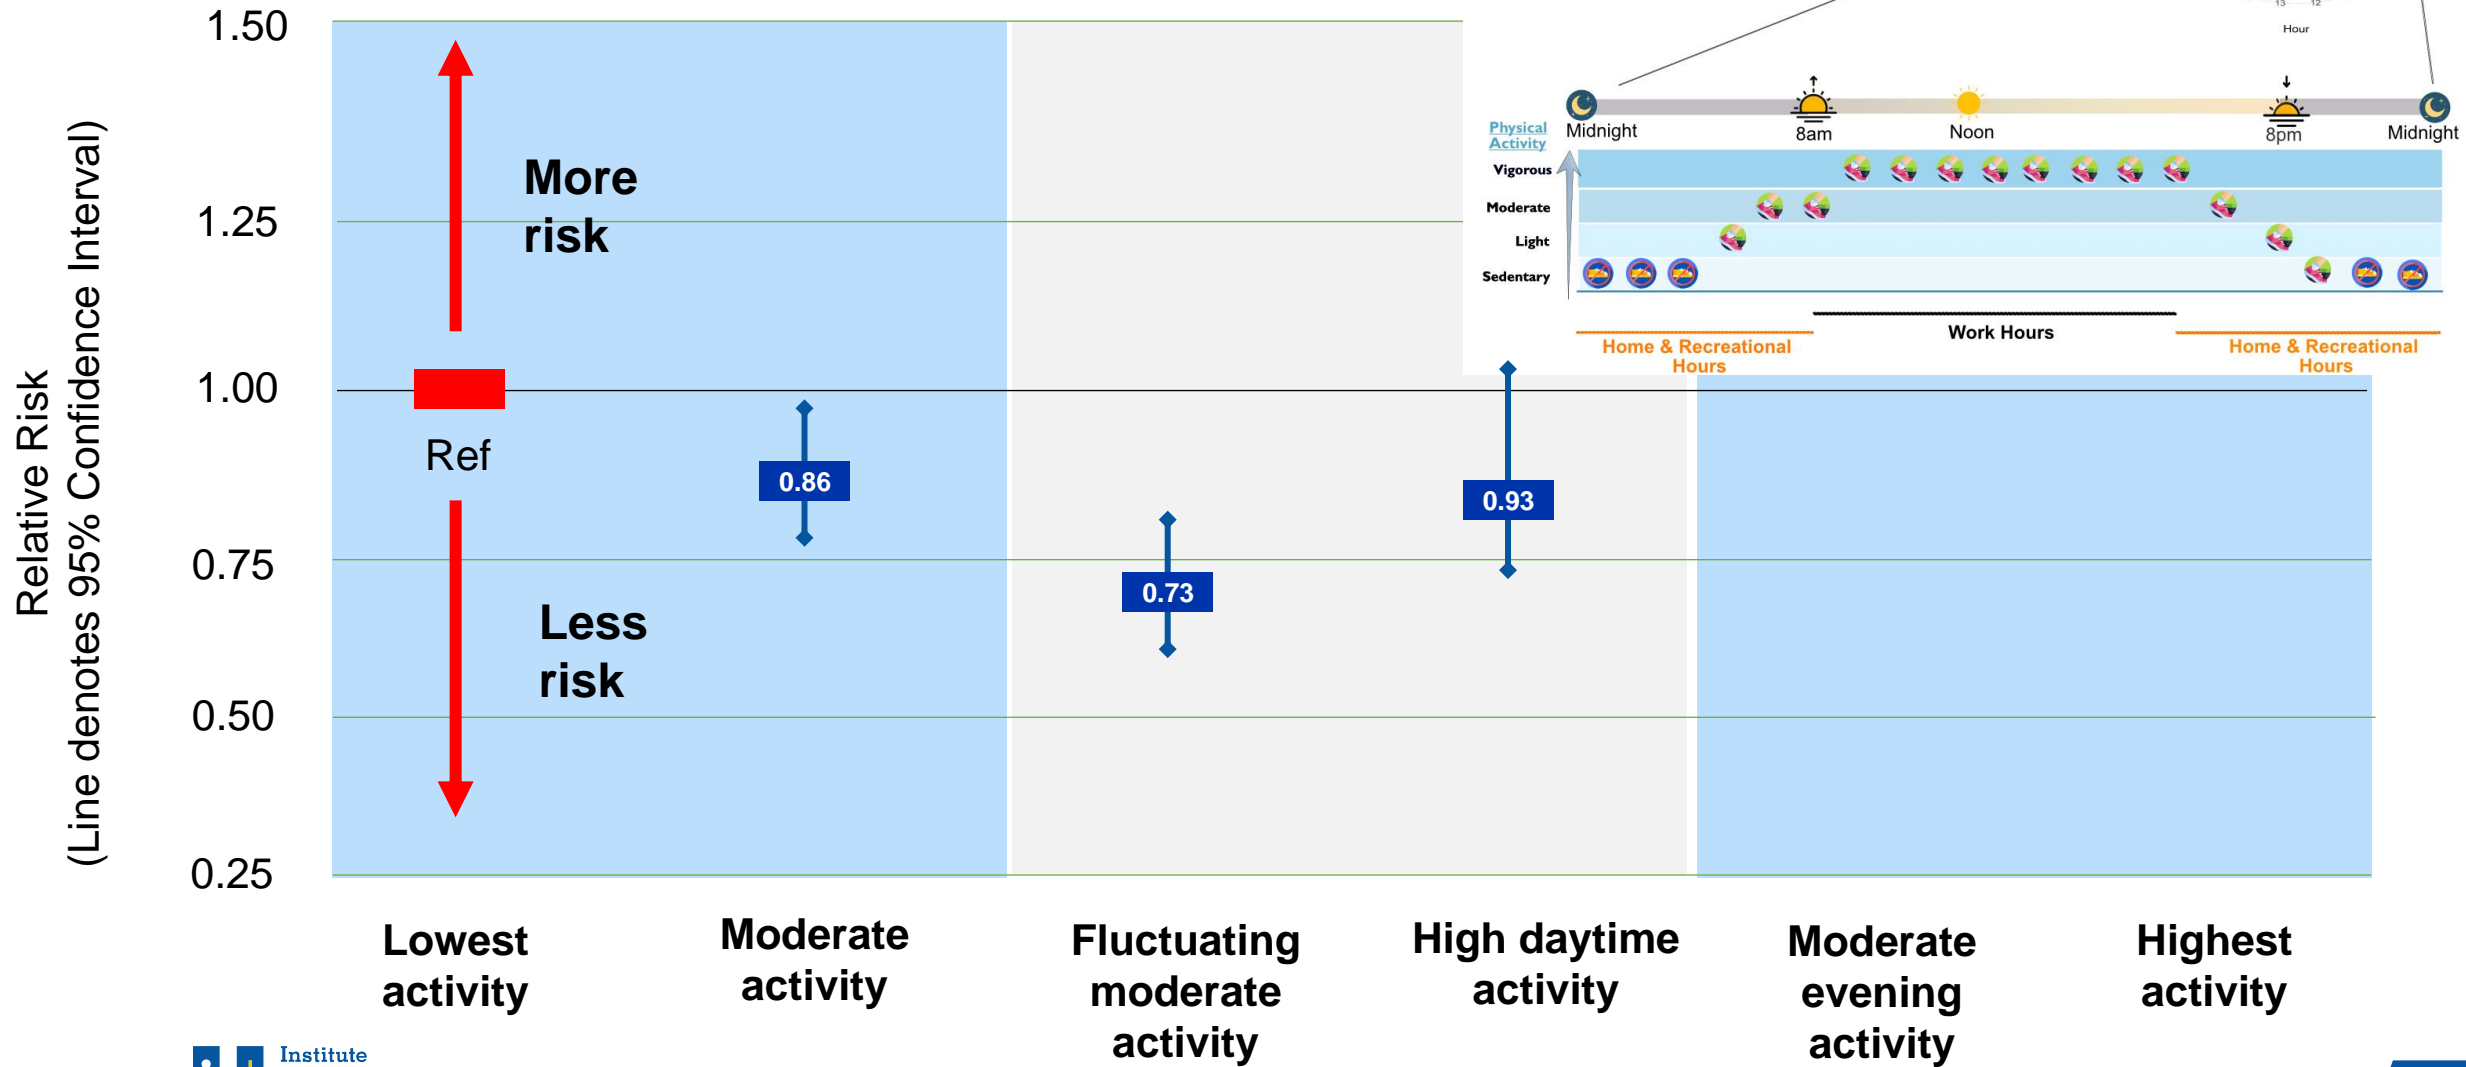 1.50
1.25
1.00
0.75
0.50
0.25
Relative Risk
(Line denotes 95% Confidence Interval)
More
risk
Ref
Less
risk
0.86
0.73
0.93
13 12
Hour
Midnight
8am
Noon
8pm
Midnight
Physical
Activity
Vigorous
Moderate
Light
Sedentary
Work Hours
Home & Recreational
Hours
Home & Recreational
Hours
Lowest
activity
Moderate
activity
Fluctuating
moderate
activity
High daytime
activity
Moderate
evening
activity
Highest
activity
Institute